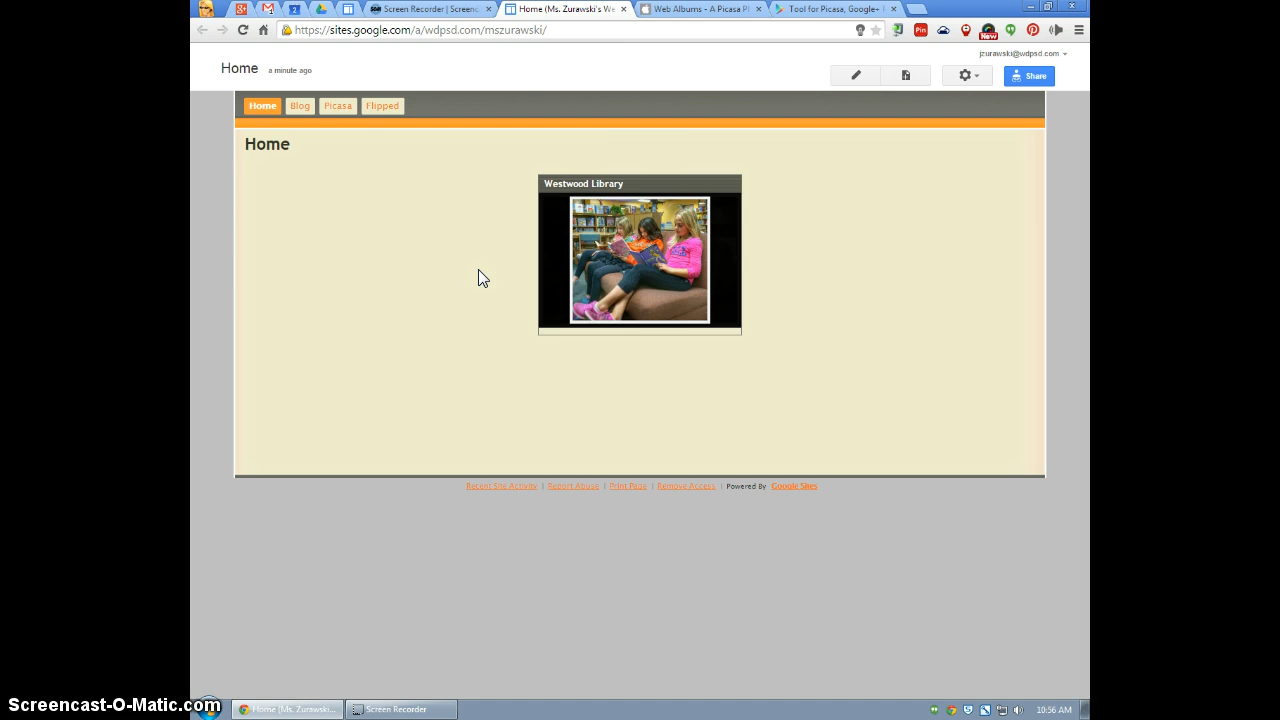 Screen Recorder | Screenc
Home (Ms. Zurawski's We
Web Albums - A Picasa Pl
Tool for Picasa, Google+ I
https://sites.google.com/a/wdpsd.com/mszurawski/
Pin
New
jzurawski@wdpsd.com
Home
a minute ago
Share
Home
Blog
Picasa
Flipped
Home
Westwood Library
Recent Site Activity | Report Abuse | Print Page | Remove Access | Powered By Google Sites
Screencast-O-Matic.com
Home (Ms. Zurawski...
Screen Recorder
10:56 AM